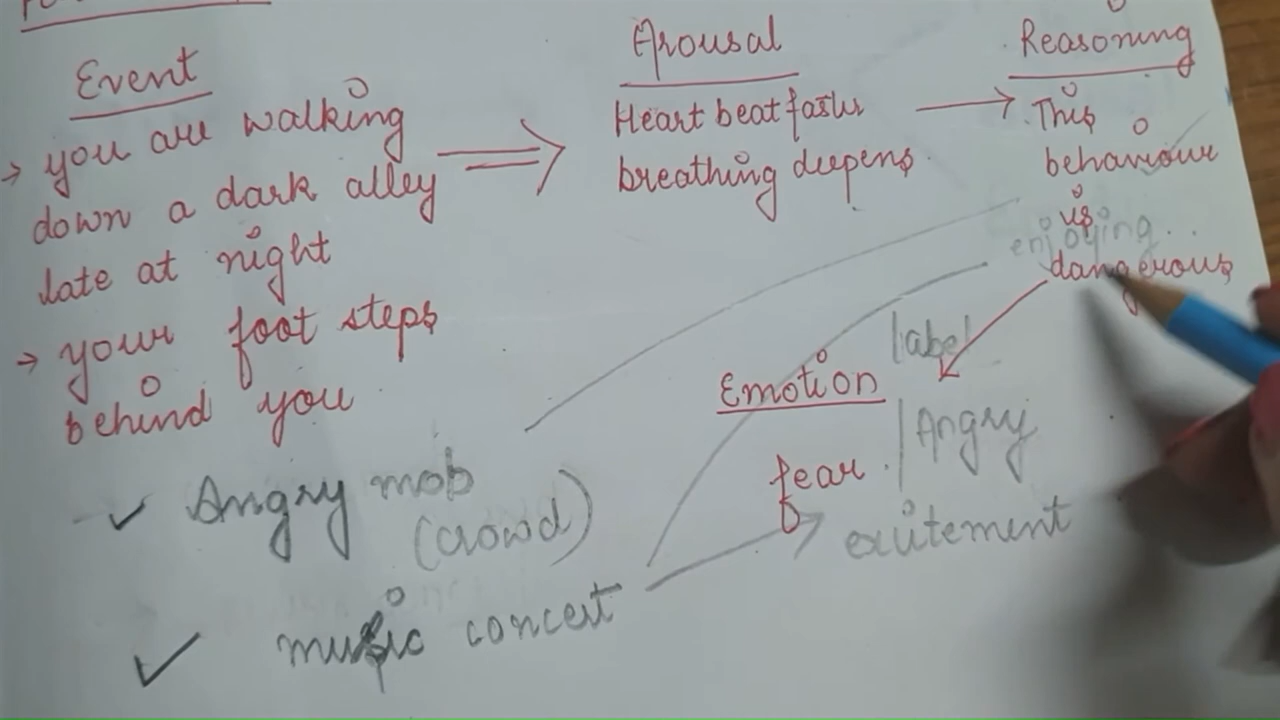 Event
→ you are walking
down a dark alley
late at night
→ your foot steps
behind you
✓ Angry mob
(crowd)
✓ music concert
Arousal
Heart beat faster
breathing deepens.
Reasoning
This
behaviour
is
enjoying..
dangerous
label
Emotion
fear. / Angry
excitement